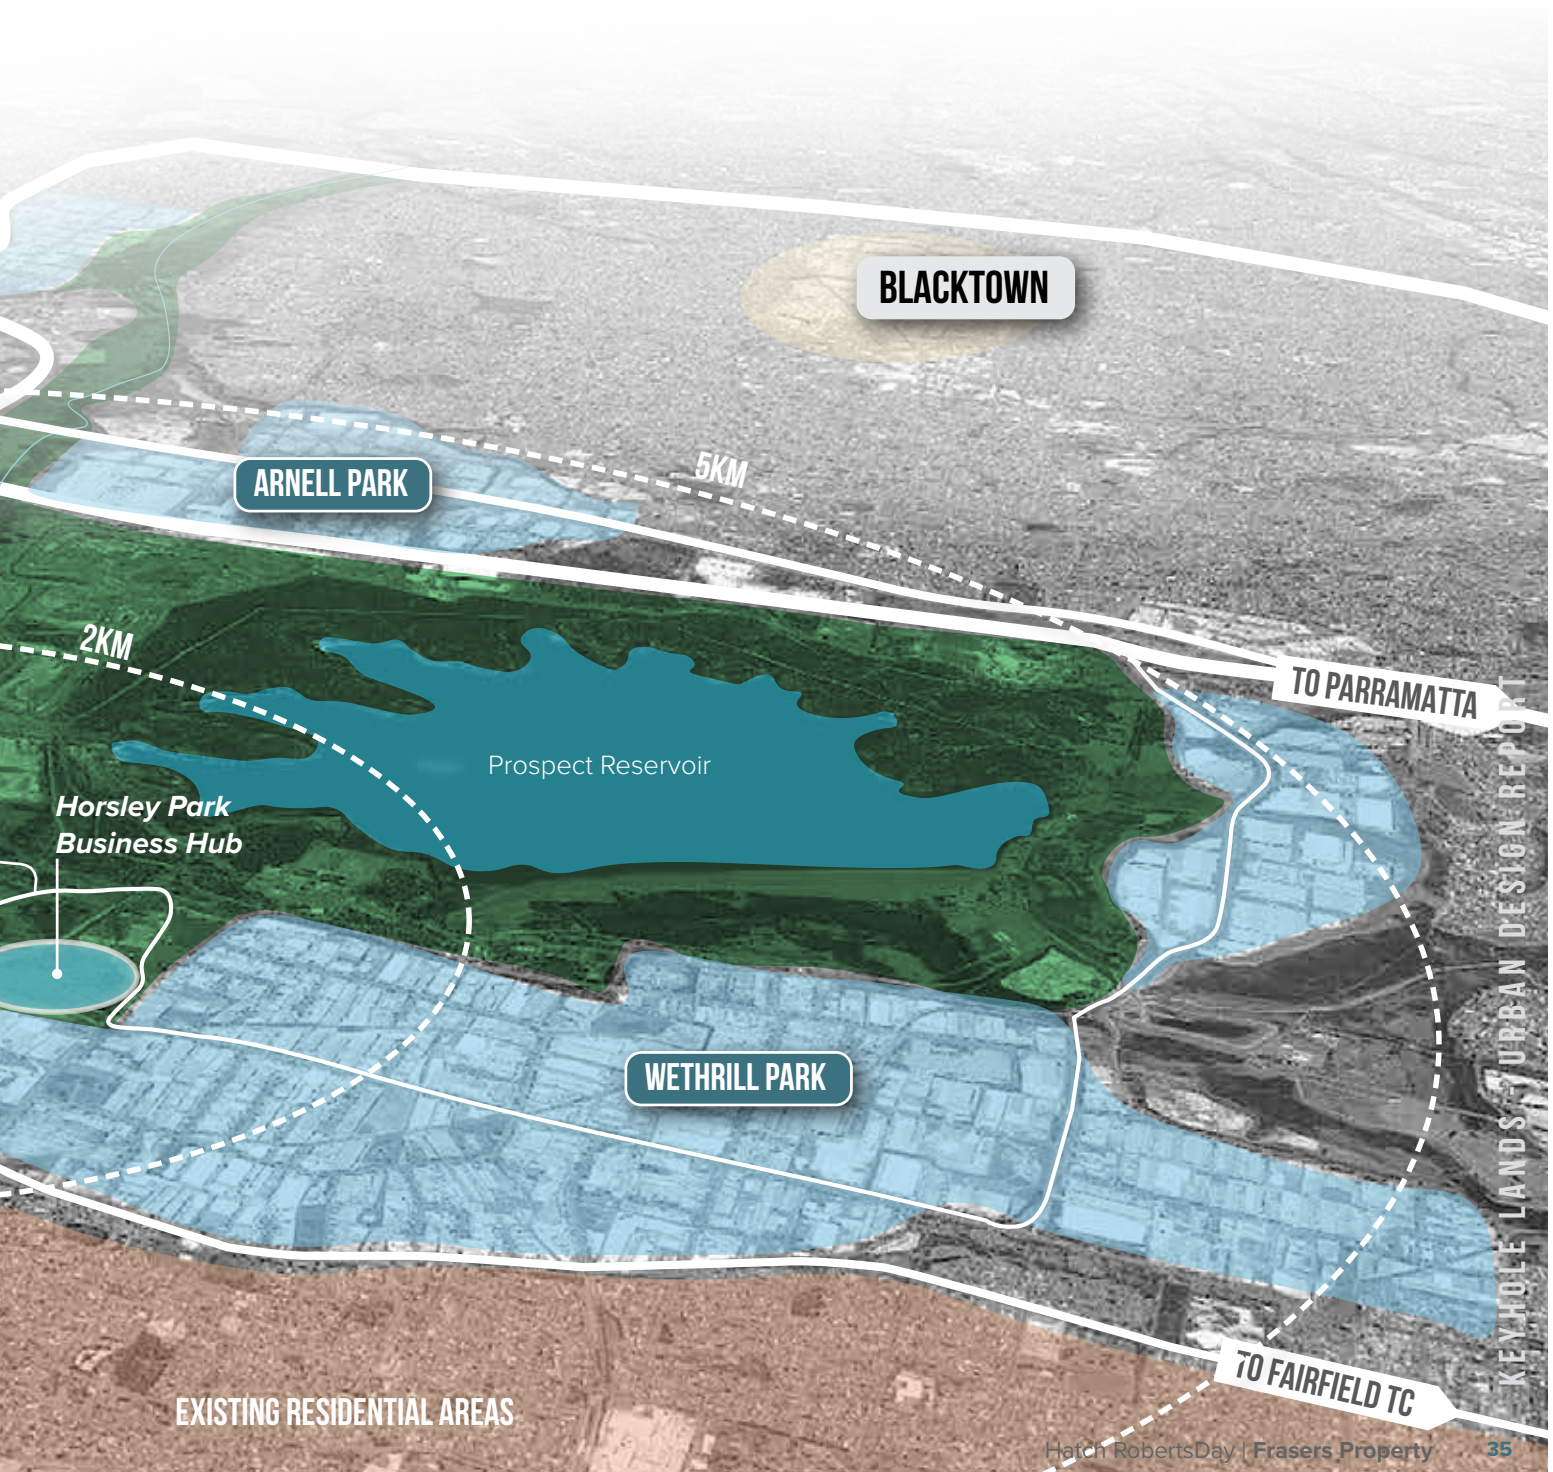 BLACKTOWN
ARNELL PARK
5KM
2KM
TO PARRAMATTA
Prospect Reservoir
Horsley Park
Business Hub
WETHRILL PARK
TO FAIRFIELD TC
EXISTING RESIDENTIAL AREAS
KEYHOLE LANDS - URBAN DESIGN REPORT
Hatch RobertsDay | Frasers Property 35